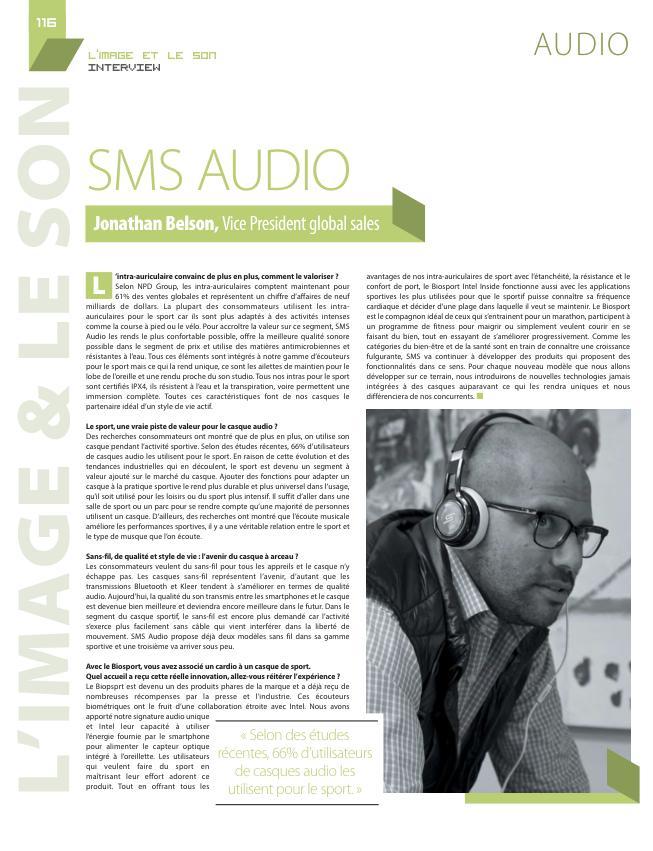 116
L'IMAGE ET LE SON
INTERVIEW
AUDIO
L'IMAGE & LE SON
SMS AUDIO
Jonathan Belson, Vice President global sales
L'intra-auriculaire convainc de plus en plus, comment le valoriser ?
Selon NPD Group, les intra-auriculaires comptent maintenant pour
61% des ventes globales et représentent un chiffre d'affaires de neuf
milliards de dollars. La plupart des consommateurs utilisent les intra-
auriculaires pour le sport car ils sont plus adaptés à des activités intenses
comme la course à pied ou le vélo. Pour accroître la valeur sur ce segment, SMS
Audio les rends le plus confortable possible, offre la meilleure qualité sonore
possible dans le segment de prix et utilise des matières antimicrobiennes et
résistantes à l'eau. Tous ces éléments sont intégrés à notre gamme d'écouteurs
pour le sport mais ce qui la rend unique, ce sont les ailettes de maintien pour le
lobe de l'oreille et une rendu proche du son studio. Tous nos intras pour le sport
sont certifiés IPX4, ils résistent à l'eau et la transpiration, voire permettent une
immersion complète. Toutes ces caractéristiques font de nos casques le
partenaire idéal d'un style de vie actif.
Le sport, une vraie piste de valeur pour le casque audio ?
Des recherches consommateurs ont montré que de plus en plus, on utilise son
casque pendant l'activité sportive. Selon des études récentes, 66% d'utilisateurs
de casques audio les utilisent pour le sport. En raison de cette évolution et des
tendances industrielles qui en découlent, le sport est devenu un segment à
valeur ajouté sur le marché du casque. Ajouter des fonctions pour adapter un
casque à la pratique sportive le rend plus durable et plus universel dans l'usage,
qu'il soit utilisé pour les loisirs ou du sport plus intensif. Il suffit d'aller dans une
salle de sport ou un parc pour se rendre compte qu'une majorité de personnes
utilisent un casque. D'ailleurs, des recherches ont montré que l'écoute musicale
améliore les performances sportives, il y a une véritable relation entre le sport et
le type de musque que l'on écoute.
Sans-fil, de qualité et style de vie : l'avenir du casque à arceau ?
Les consommateurs veulent du sans-fil pour tous les appareils et le casque n'y
échappe pas. Les casques sans-fil représentent l'avenir, d'autant que les
transmissions Bluetooth et Kleer tendent à s'améliorer en termes de qualité
audio. Aujourd'hui, la qualité du son transmis entre les smartphones et le casque
est devenue bien meilleure et deviendra encore meilleure dans le futur. Dans le
segment du casque sportif, le sans-fil est encore plus demandé car l'activité
s'exerce plus facilement sans câble qui vient interférer dans la liberté de
mouvement. SMS Audio propose déjà deux modèles sans fil dans sa gamme
sportive et une troisième va arriver sous peu.
Avec le Biosport, vous avez associé un cardio à un casque de sport.
Quel accueil a reçu cette réelle innovation, allez-vous réitérer l'expérience ?
Le Biopsprt est devenu un des produits phares de la marque et a déjà reçu de
nombreuses récompenses par la presse et l'industrie. Ces écouteurs
biométriques ont le fruit d'une collaboration étroite avec Intel. Nous avons
apporté notre signature audio unique
et Intel leur capacité à utiliser
l'énergie fournie par le smartphone
pour alimenter le capteur optique
intégré à l'oreillette. Les utilisateurs
qui veulent faire du sport en
maîtrisant leur effort adorent ce
produit. Tout en offrant tous les
« Selon des études
récentes, 66% d'utilisateurs
de casques audio les
utilisent pour le sport. »
avantages de nos intra-auriculaires de sport avec l'étanchéité, la résistance et le
confort de port, le Biosport Intel Inside fonctionne aussi avec les applications
sportives les plus utilisées pour que le sportif puisse connaître sa fréquence
cardiaque et décider d'une plage dans laquelle il veut se maintenir. Le Biosport
est le compagnon idéal de ceux qui s'entrainent pour un marathon, participent à
un programme de fitness pour maigrir ou simplement veulent courir en se
faisant du bien, tout en essayant de s'améliorer progressivement. Comme les
catégories du bien-être et de la santé sont en train de connaître une croissance
fulgurante, SMS va continuer à développer des produits qui proposent des
fonctionnalités dans ce sens. Pour chaque nouveau modèle que nous allons
développer sur ce terrain, nous introduirons de nouvelles technologies jamais
intégrées à des casques auparavant ce qui les rendra uniques et nous
différenciera de nos concurrents.